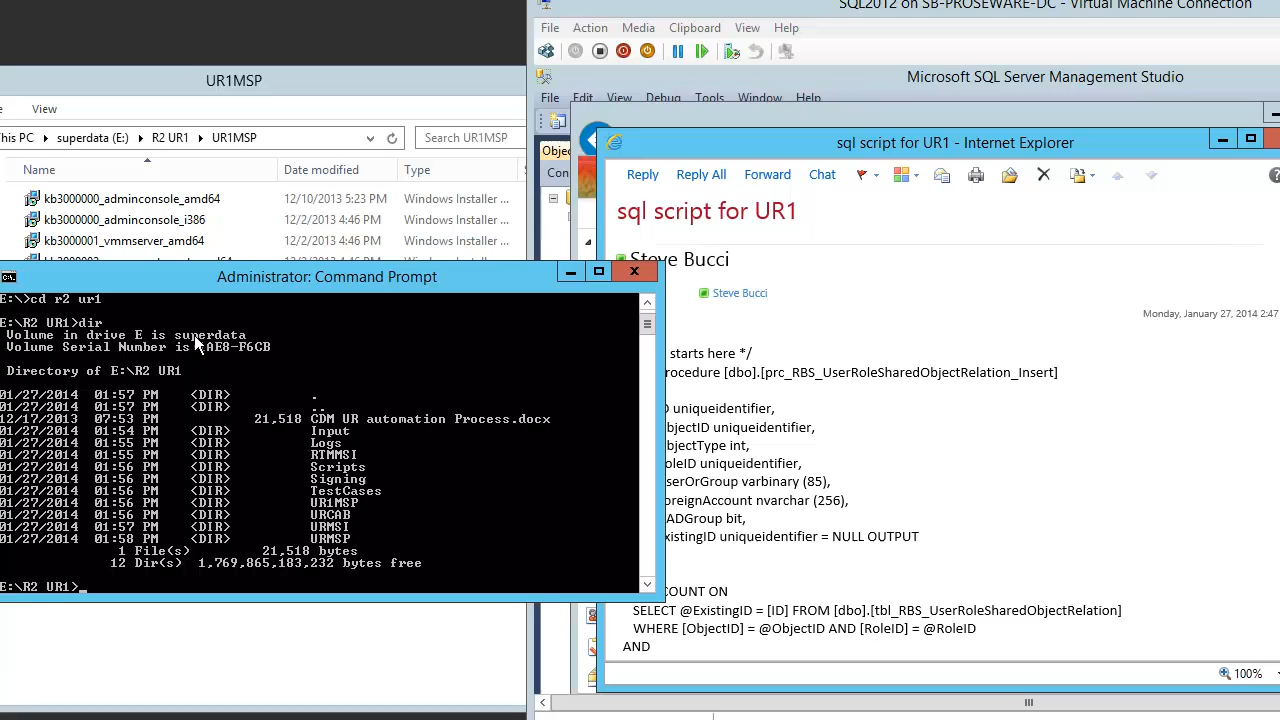 UR1MSP
View
his PC > superdata (E:) > R2 UR1 > UR1MSP
Search UR1MSP
Name Date modified Type
kb3000000_adminconsole_amd64 12/10/2013 5:23 PM Windows Installer ...
kb3000000_adminconsole_i386 12/2/2013 4:46 PM Windows Installer ...
kb3000001_vmmserver_amd64 12/2/2013 4:46 PM Windows Installer ...
Administrator: Command Prompt
E:\>cd r2 ur1
E:\R2 UR1>dir
Volume in drive E is superdata
Volume Serial Number is AE8-F6CB
Directory of E:\R2 UR1
01/27/2014 01:57 PM <DIR> .
01/27/2014 01:57 PM <DIR> ..
12/17/2013 07:53 PM 21,518 CDM UR automation Process.docx
01/27/2014 01:54 PM <DIR> Input
01/27/2014 01:55 PM <DIR> Logs
01/27/2014 01:55 PM <DIR> RTMMSI
01/27/2014 01:56 PM <DIR> Scripts
01/27/2014 01:56 PM <DIR> Signing
01/27/2014 01:56 PM <DIR> TestCases
01/27/2014 01:56 PM <DIR> UR1MSP
01/27/2014 01:56 PM <DIR> URCAB
01/27/2014 01:57 PM <DIR> URMSI
01/27/2014 01:58 PM <DIR> URMSP
1 File(s) 21,518 bytes
12 Dir(s) 1,769,865,183,232 bytes free
E:\R2 UR1>_
SQL2012 on SB-PROSEWARE-DC - Virtual Machine Connection
File Action Media Clipboard View Help
Microsoft SQL Server Management Studio
File Edit View Debug Tools Window Help
Objec
Con
sql script for UR1 - Internet Explorer
Reply Reply All Forward Chat
sql script for UR1
Steve Bucci
Steve Bucci
Monday, January 27, 2014 2:47
starts here */
rocedure [dbo].[prc_RBS_UserRoleSharedObjectRelation_Insert]
D uniqueidentifier,
bjectID uniqueidentifier,
bjectType int,
oleID uniqueidentifier,
serOrGroup varbinary (85),
oreignAccount nvarchar (256),
ADGroup bit,
xistingID uniqueidentifier = NULL OUTPUT
COUNT ON
SELECT @ExistingID = [ID] FROM [dbo].[tbl_RBS_UserRoleSharedObjectRelation]
WHERE [ObjectID] = @ObjectID AND [RoleID] = @RoleID
AND
100%